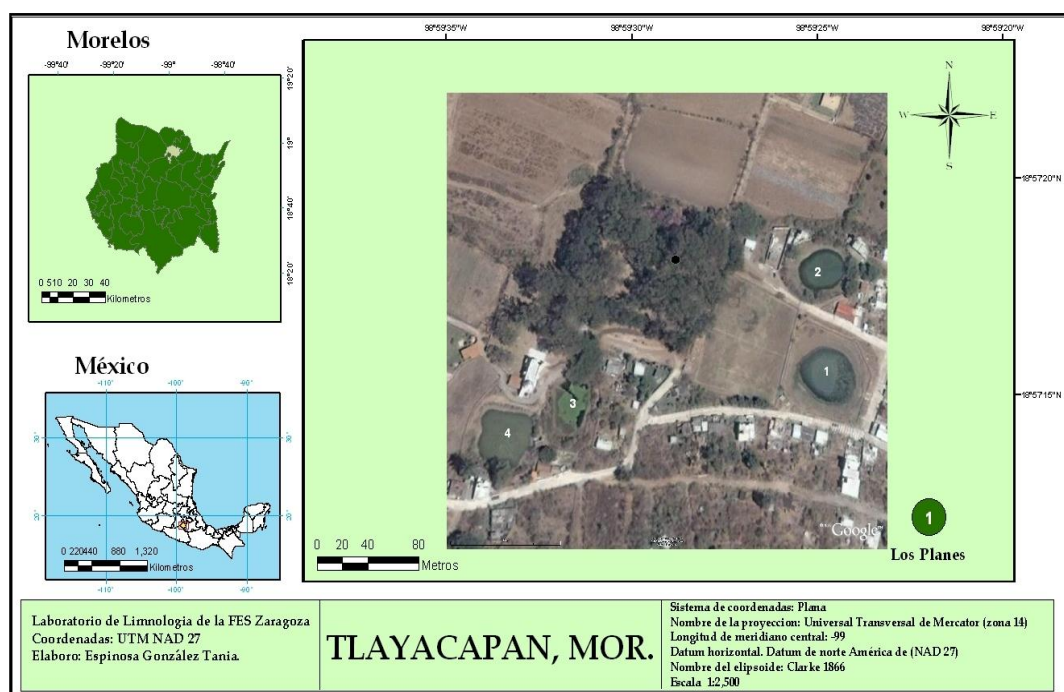 Morelos
-99°40' -99°20' -99° -98°40'
19°20'
19°
18°40'
18°20'
0 510 20 30 40
Kilometros
México
-110° -100° -90°
30°
20°
30°
20°
0 220440 880 1,320
Kilometros
-110° -100° -90°
98°59'35"W 98°59'30"W 98°59'25"W 98°59'20"W
N
W E
S
18°57'20"N
18°57'15"N
2
1
3
4
Google
0 20 40 80
Metros
1
Los Planes
Laboratorio de Limnologia de la FES Zaragoza
Coordenadas: UTM NAD 27
Elaboro: Espinosa González Tania.
TLAYACAPAN, MOR.
Sistema de coordenadas: Plana
Nombre de la proyeccion: Universal Transversal de Mercator (zona 14)
Longitud de meridiano central: -99
Datum horizontal. Datum de norte América de (NAD 27)
Nombre del elipsoide: Clarke 1866
Escala 1:2,500